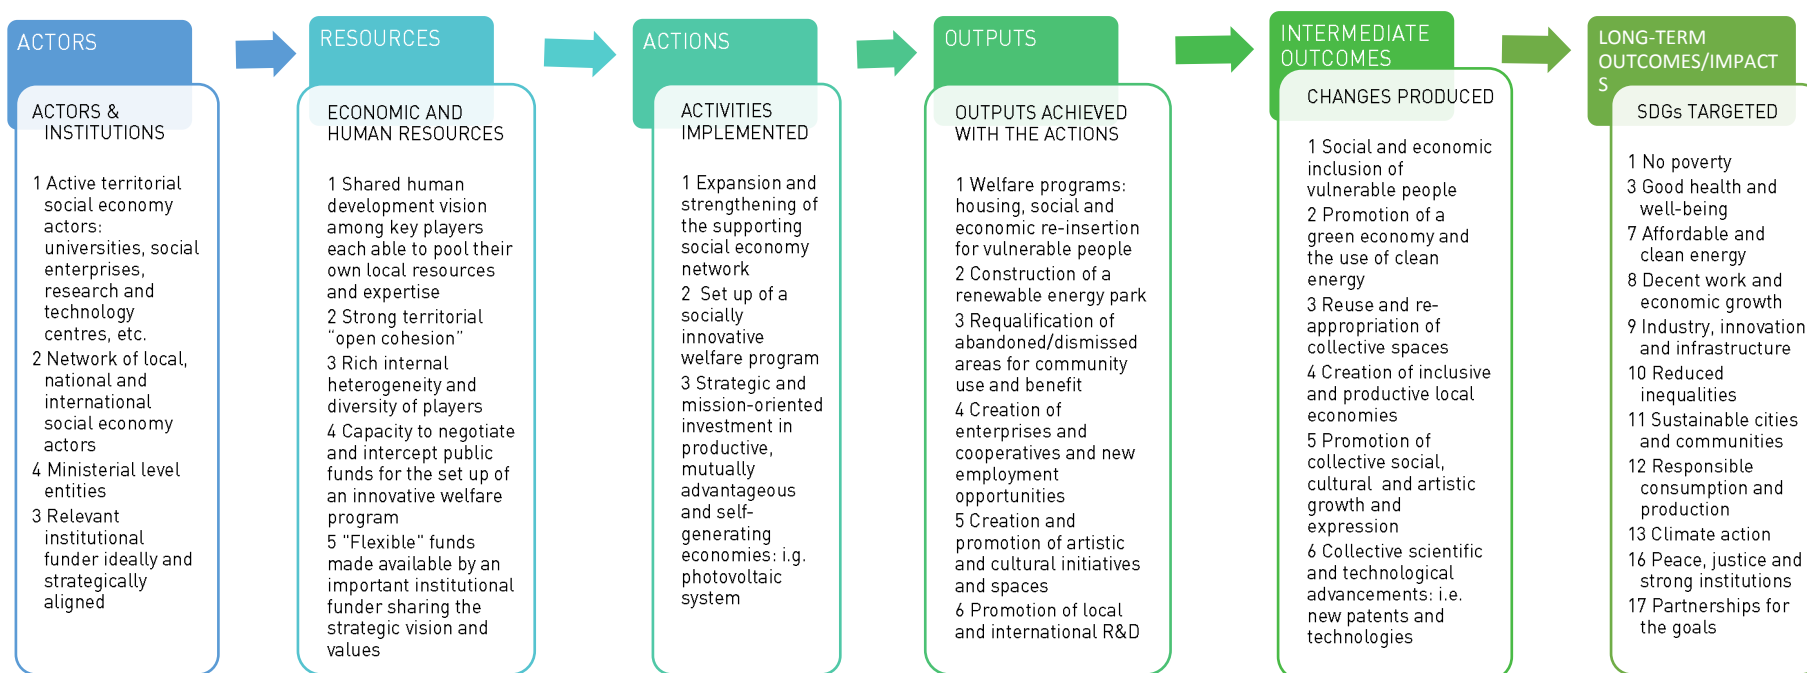 ACTORS
ACTORS &
INSTITUTIONS
1 Active territorial
social economy
actors:
universities, social
enterprises,
research and
technology
centres, etc.
2 Network of local,
national and
international
social economy
actors
4 Ministerial level
entities
3 Relevant
institutional
funder ideally and
strategically
aligned
RESOURCES
ECONOMIC AND
HUMAN RESOURCES
1 Shared human
development vision
among key players
each able to pool their
own local resources
and expertise
2 Strong territorial
“open cohesion”
3 Rich internal
heterogeneity and
diversity of players
4 Capacity to negotiate
and intercept public
funds for the set up of
an innovative welfare
program
5 "Flexible" funds
made available by an
important institutional
funder sharing the
strategic vision and
values
ACTIONS
ACTIVITIES
IMPLEMENTED
1 Expansion and
strengthening of
the supporting
social economy
network
2 Set up of a
socially
innovative
welfare program
3 Strategic and
mission-oriented
investment in
productive,
mutually
advantageous
and self-
generating
economies: i.g.
photovoltaic
system
OUTPUTS
OUTPUTS ACHIEVED
WITH THE ACTIONS
1 Welfare programs:
housing, social and
economic re-insertion
for vulnerable people
2 Construction of a
renewable energy park
3 Requalification of
abandoned/dismissed
areas for community
use and benefit
4 Creation of
enterprises and
cooperatives and new
employment
opportunities
5 Creation and
promotion of artistic
and cultural initiatives
and spaces
6 Promotion of local
and international R&D
INTERMEDIATE
OUTCOMES
CHANGES PRODUCED
1 Social and economic
inclusion of
vulnerable people
2 Promotion of a
green economy and
the use of clean
energy
3 Reuse and re-
appropriation of
collective spaces
4 Creation of inclusive
and productive local
economies
5 Promotion of
collective social,
cultural and artistic
growth and
expression
6 Collective scientific
and technological
advancements: i.e.
new patents and
technologies
LONG-TERM
OUTCOMES/IMPACT
S
SDGs TARGETED
1 No poverty
3 Good health and
well-being
7 Affordable and
clean energy
8 Decent work and
economic growth
9 Industry, innovation
and infrastructure
10 Reduced
inequalities
11 Sustainable cities
and communities
12 Responsible
consumption and
production
13 Climate action
16 Peace, justice and
strong institutions
17 Partnerships for
the goals